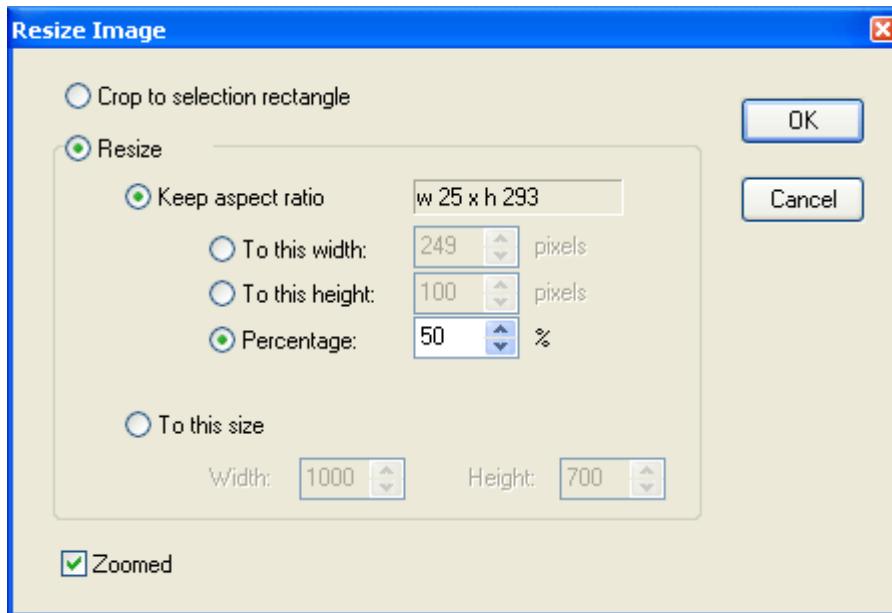 Resize Image
Crop to selection rectangle
OK
Resize
Keep aspect ratio w 25 x h 293
Cancel
To this width: 249 pixels
To this height: 100 pixels
Percentage: 50 %
To this size
Width: 1000 Height: 700
Zoomed